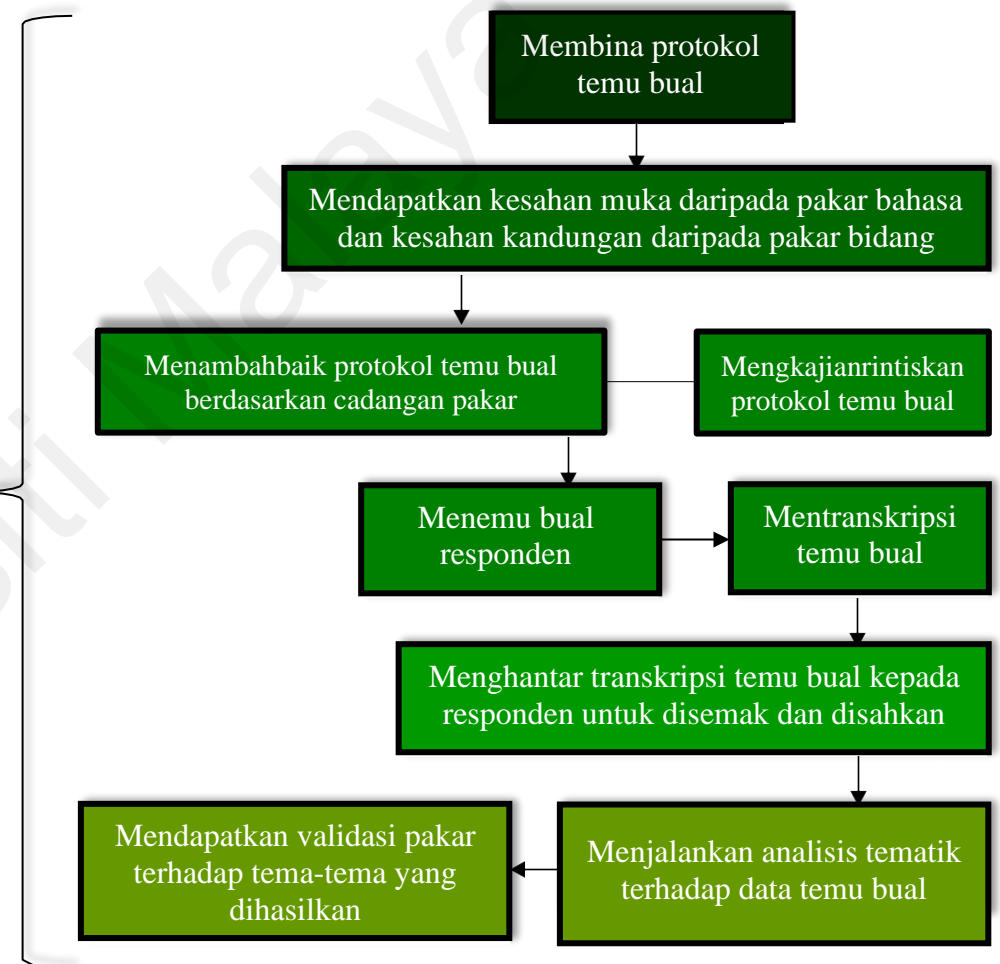 Membina protokol
temu bual
Mendapatkan kesahan muka daripada pakar bahasa
dan kesahan kandungan daripada pakar bidang
Menambahbaik protokol temu bual
berdasarkan cadangan pakar
Mengkajianrintiskan
protokol temu bual
Menemu bual
responden
Mentranskripsi
temu bual
Menghantar transkripsi temu bual kepada
responden untuk disemak dan disahkan
Mendapatkan validasi pakar
terhadap tema-tema yang
dihasilkan
Menjalankan analisis tematik
terhadap data temu bual